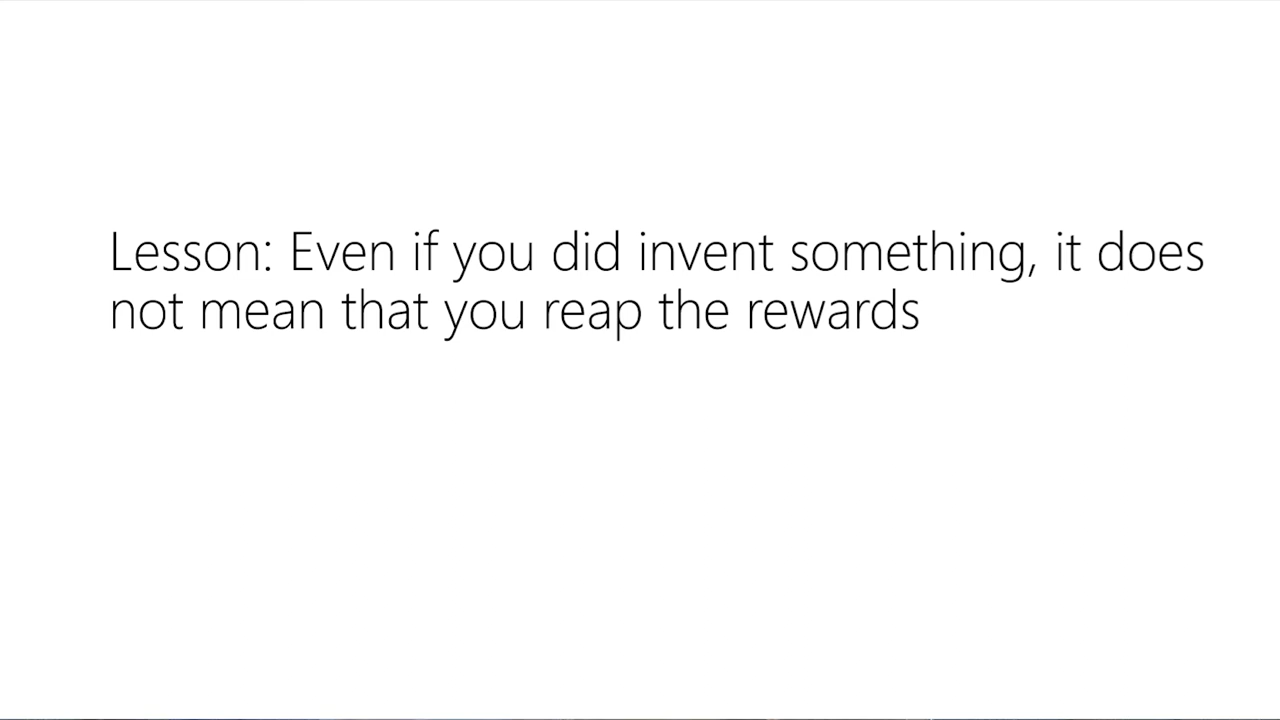 Lesson: Even if you did invent something, it does
not mean that you reap the rewards